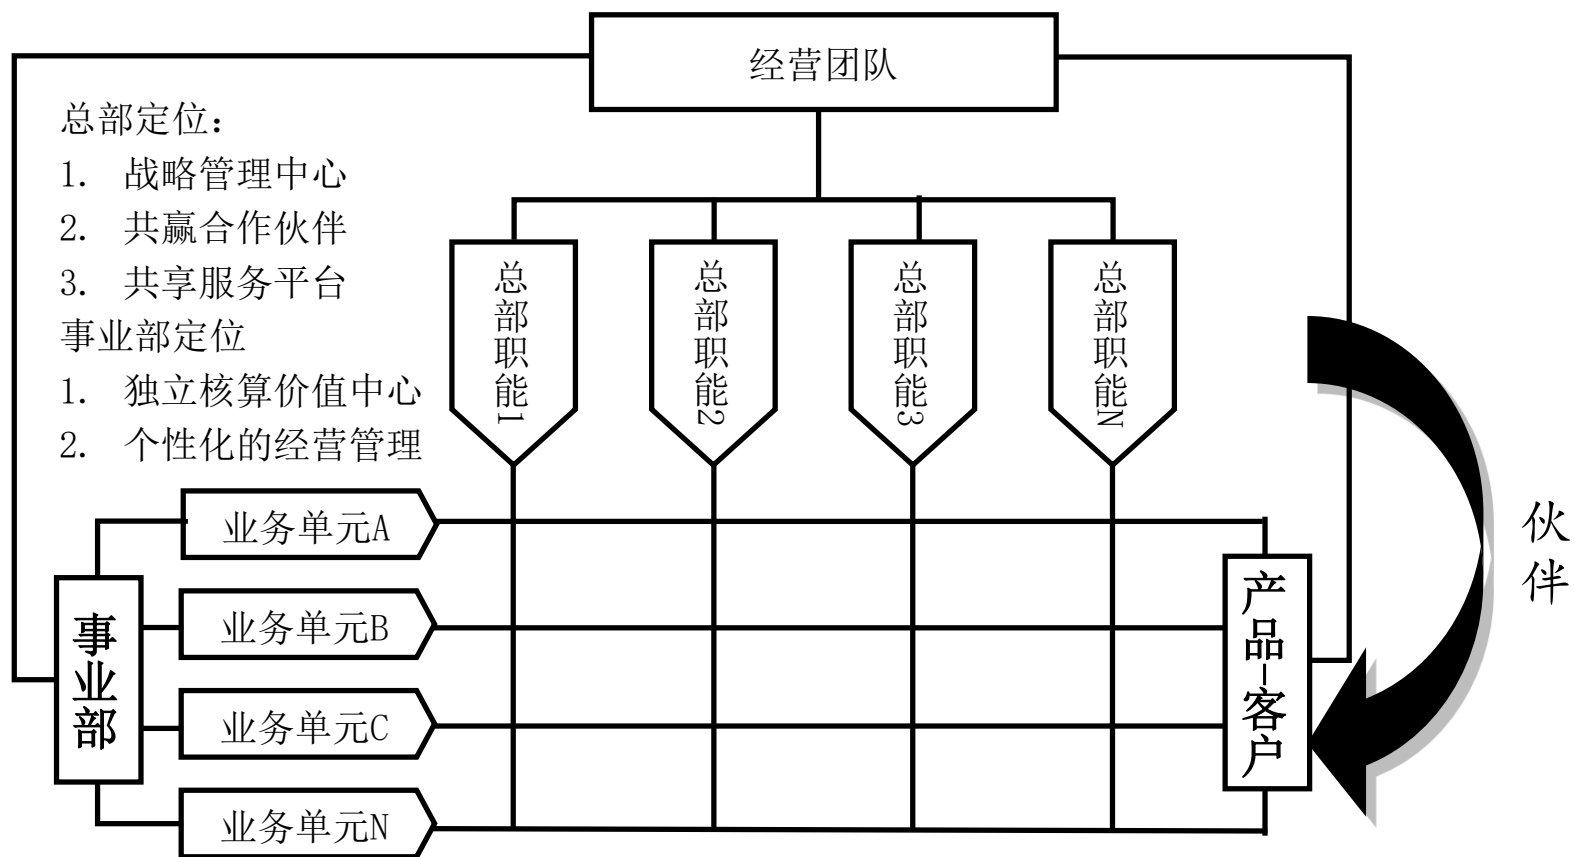 经营团队
总部定位：
1. 战略管理中心
2. 共赢合作伙伴
3. 共享服务平台
事业部定位
1. 独立核算价值中心
2. 个性化的经营管理
总部职能1
总部职能2
总部职能3
总部职能N
业务单元A
业务单元B
业务单元C
业务单元N
事业部
产品-客户
伙伴